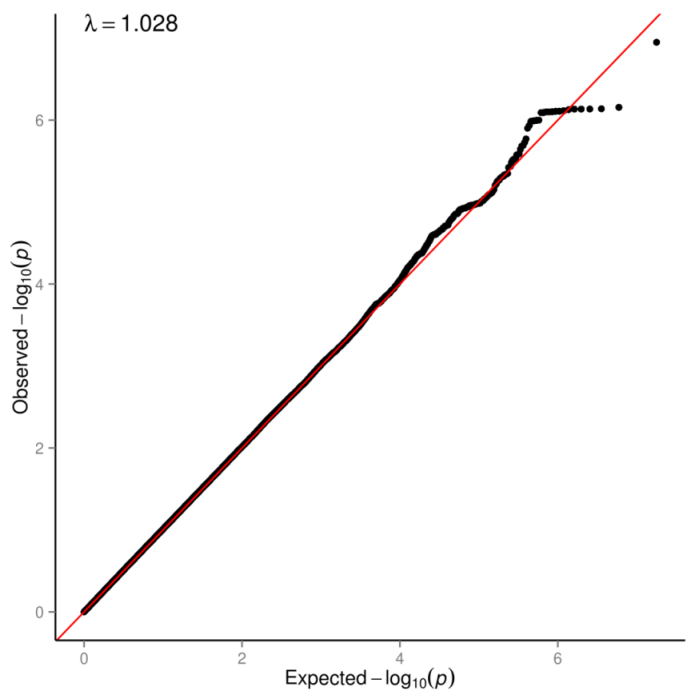 λ = 1.028
Observed − log₁₀(p)
6
4
2
0
0 2 4 6
Expected − log₁₀(p)